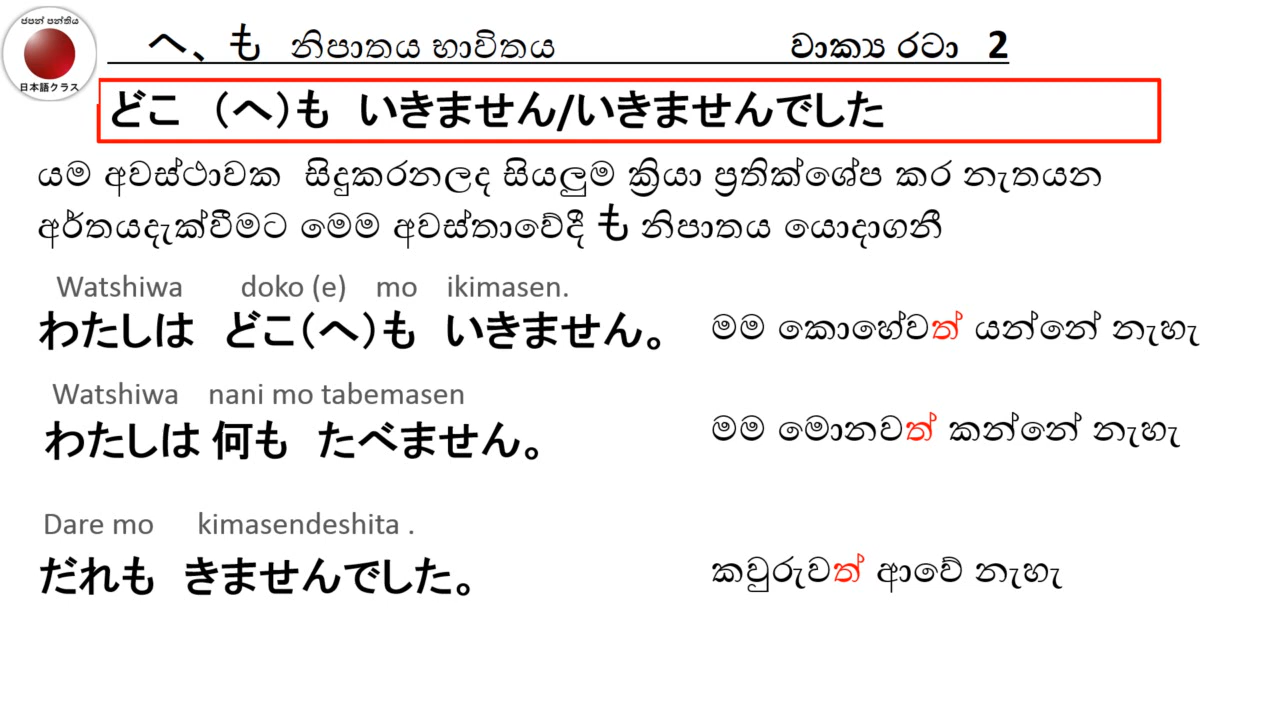 ජපන් පන්තිය
日本語クラス
へ、も නිපාතය භාවිතය වාක්‍ය රටා 2
どこ （へ）も いきません/いきませんでした
යම අවස්ථාවක සිදුකරනලද සියලුම ක්‍රියා ප්‍රතික්ශේප කර නැතයන
අර්තයදැක්වීමට මෙම අවස්තාවේදී も නිපාතය යොදාගනී
Watshiwa doko (e) mo ikimasen.
わたしは どこ（へ）も いきません。 මම කොහේවත් යන්නේ නැහැ
Watshiwa nani mo tabemasen
わたしは 何も たべません。 මම මොනවත් කන්නේ නැහැ
Dare mo kimasendeshita .
だれも きませんでした。 කවුරුවත් ආවේ නැහැ